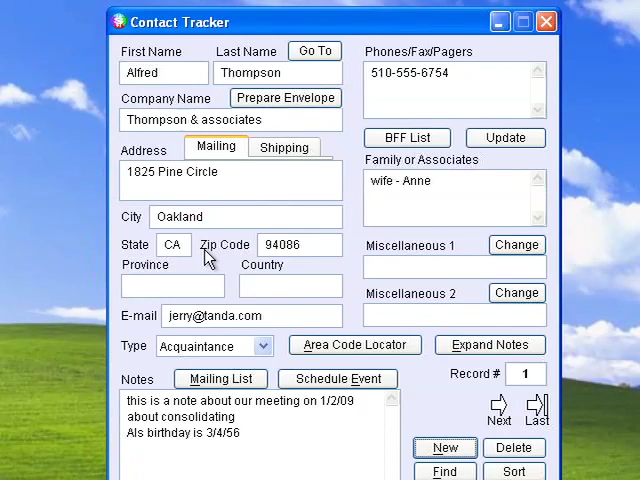 Contact Tracker
First Name
Last Name
Go To
Alfred
Thompson
Company Name
Prepare Envelope
Thompson & associates
Address
Mailing
Shipping
1825 Pine Circle
City
Oakland
State
CA
Zip Code
94086
Province
Country
E-mail
jerry@tanda.com
Type
Acquaintance
Area Code Locator
Expand Notes
Phones/Fax/Pagers
510-555-6754
BFF List
Update
Family or Associates
wife - Anne
Miscellaneous 1
Change
Miscellaneous 2
Change
Record #
1
Notes
Mailing List
Schedule Event
this is a note about our meeting on 1/2/09
about consolidating
Als birthday is 3/4/56
Next
Last
New
Delete
Find
Sort